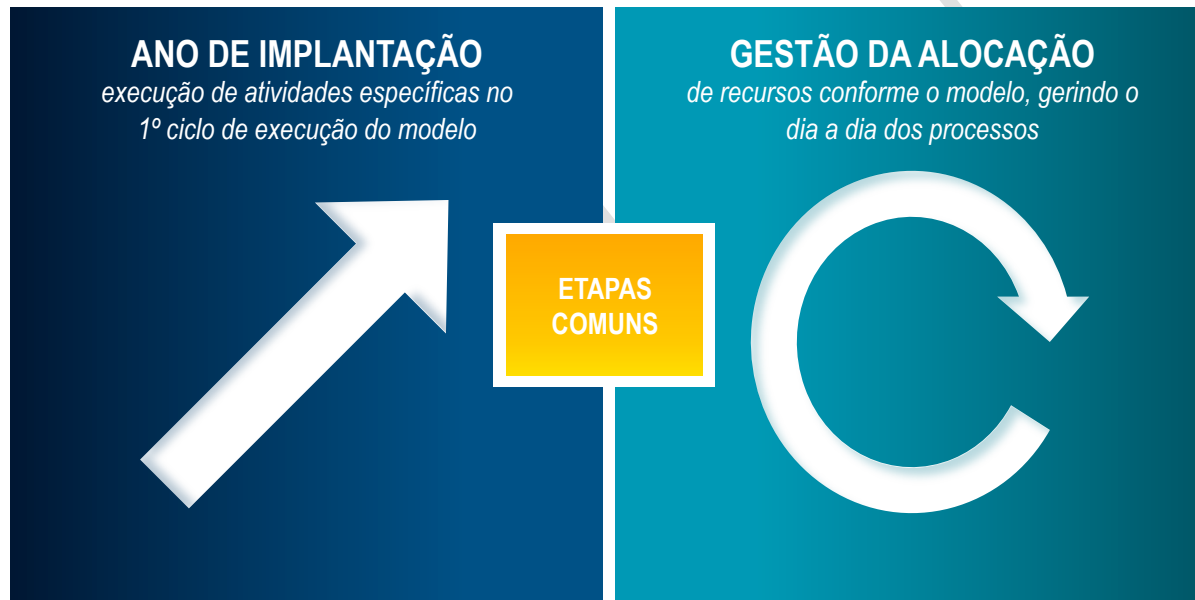 ANO DE IMPLANTAÇÃO
execução de atividades específicas no
1º ciclo de execução do modelo
GESTÃO DA ALOCAÇÃO
de recursos conforme o modelo, gerindo o
dia a dia dos processos
ETAPAS
COMUNS